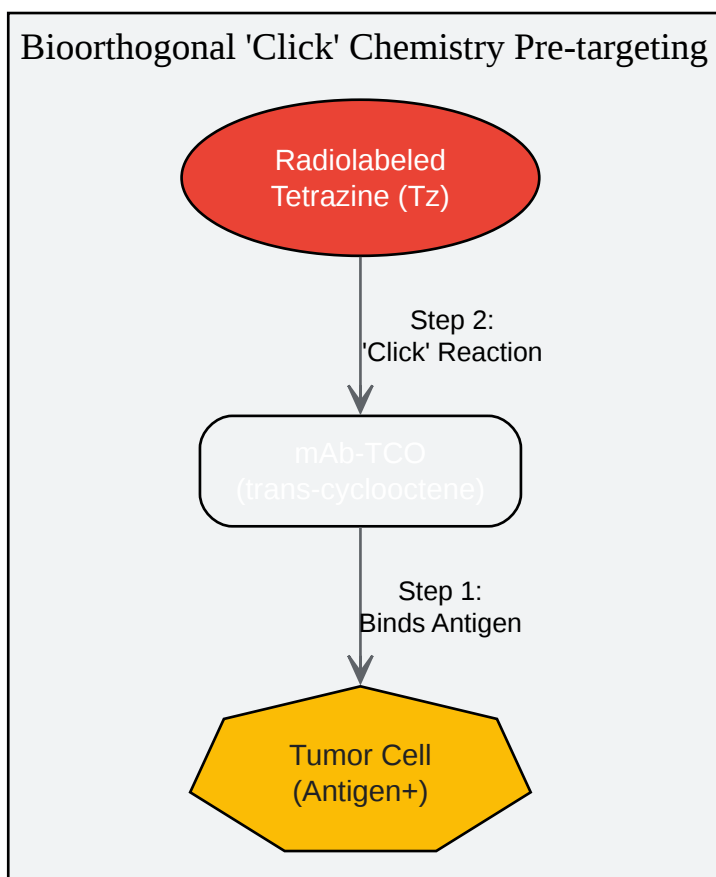 Bioorthogonal 'Click' Chemistry Pre-targeting
Radiolabeled
Tetrazine (Tz)
Step 2:
'Click' Reaction
mAb-TCO
(trans-cyclooctene)
Step 1:
Binds Antigen
Tumor Cell
(Antigen+)